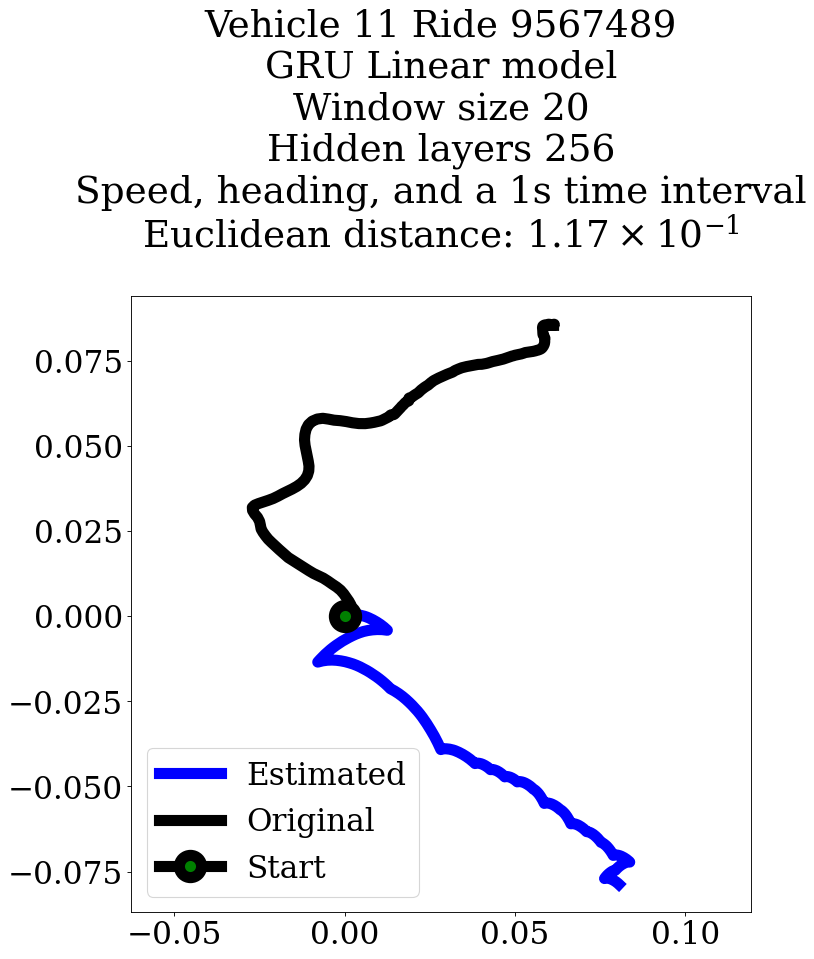 Vehicle 11 Ride 9567489
GRU Linear model
Window size 20
Hidden layers 256
Speed, heading, and a 1s time interval
Euclidean distance: 1.17 × 10⁻¹
0.075
0.050
0.025
0.000
−0.025
−0.050
−0.075
Estimated
Original
Start
−0.05
0.00
0.05
0.10